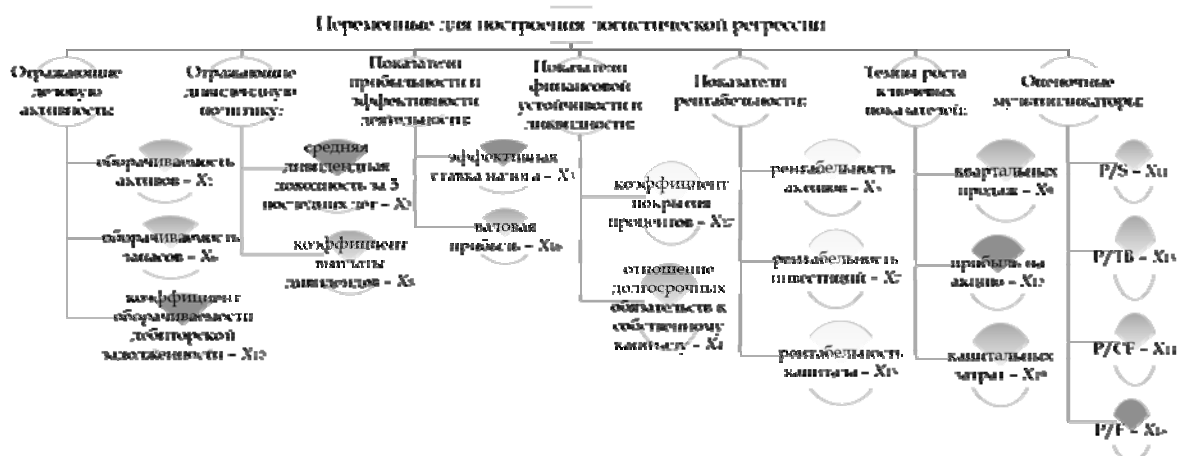 Переменные для построения логистической регрессии
Отражающие
деловую
активность:
оборачиваемость
активов –
оборачиваемость
запасов –
коэффициент
оборачиваемости
дебиторской
задолженности –
Отражающие
дивидендную
политику:
средняя
дивидендная
доходность за 5
последних лет –
коэффициент
выплаты
дивидендов –
Показатели
прибыльности и
эффективности
деятельности:
эффективная
ставка налога –
валовая
прибыль –
Показатели
финансовой
устойчивости и
ликвидности:
коэффициент
покрытия
процентов –
отношение
долгосрочных
обязательств к
собственному
капиталу –
Показатели
рентабельности:
рентабельность
активов –
рентабельность
инвестиций –
рентабельность
капитала –
Темпы роста
ключевых
показателей:
квартальных
продаж –
прибыль на
акцию –
капитальных
затрат –
Оценочные
мультипликаторы:
P/S –
P/TB –
P/CF –
P/E –